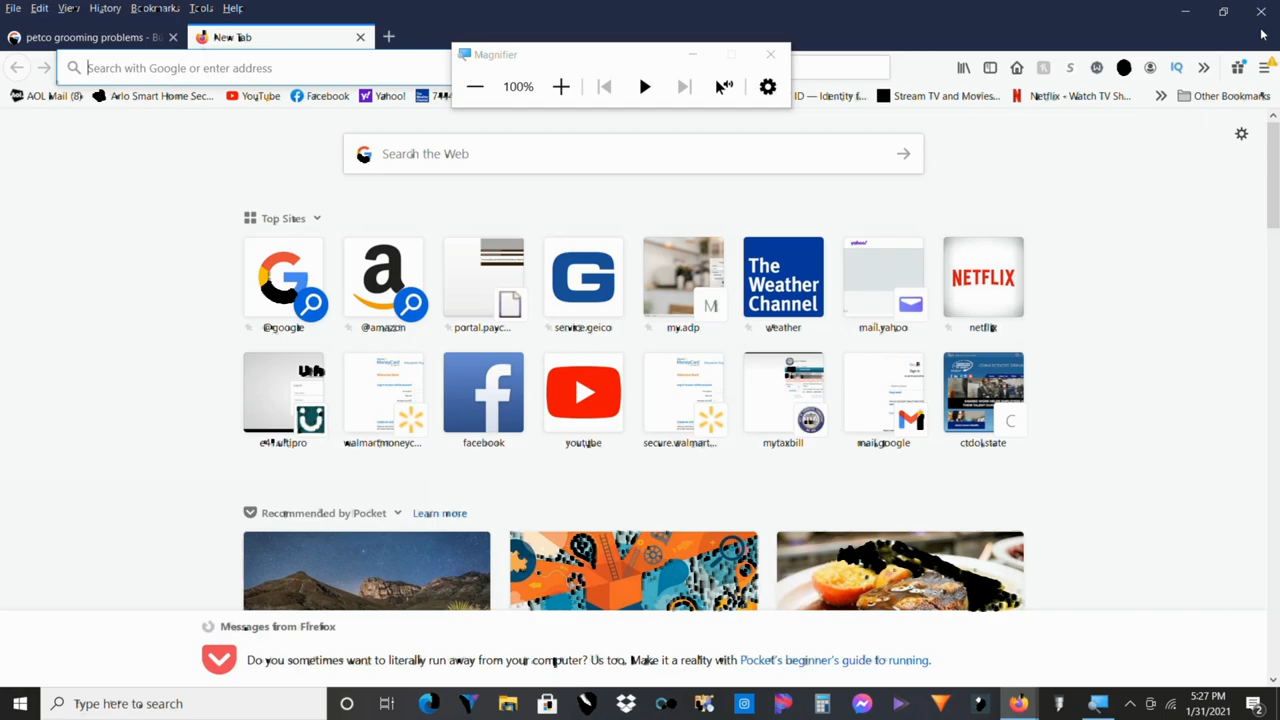 File Edit View History Bookmarks Tools Help
petco grooming problems - Bi
New Tab
Search with Google or enter address
Magnifier
100%
AOL Mail (8)
Arlo Smart Home Sec...
YouTube
Facebook
Yahoo!
ID — Identity f...
Stream TV and Movies...
Netflix - Watch TV Sh...
Other Bookmarks
Search the Web
Top Sites
@google
@amazon
portal.payc...
service.geico
my.adp
weather
mail.yahoo
netflix
The Weather Channel
yahoo!
NETFLIX
M
walmartmoneyc...
facebook
youtube
secure.walmart...
mytaxbill
mail.google
ctdol.state
C
Recommended by Pocket
Learn more
Messages from Firefox
Do you sometimes want to literally run away from your computer? Us too. Make it a reality with Pocket's beginner's guide to running.
Type here to search
5:27 PM
1/31/2021
2